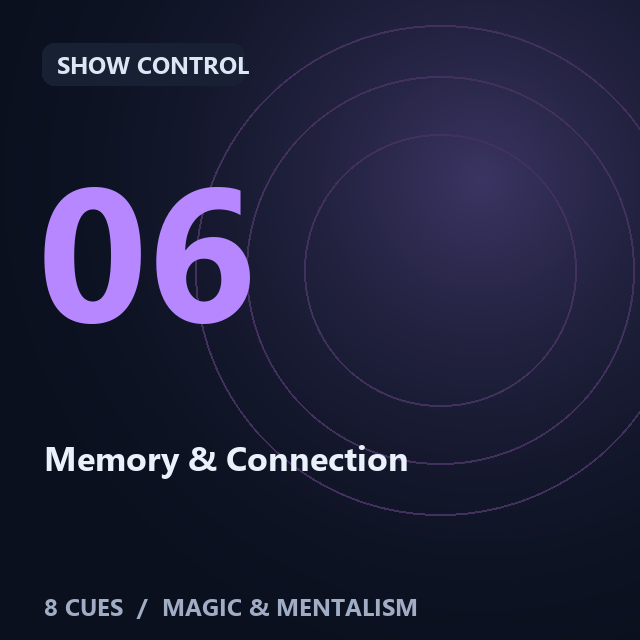 SHOW CONTROL
06
Memory & Connection
8 CUES / MAGIC & MENTALISM